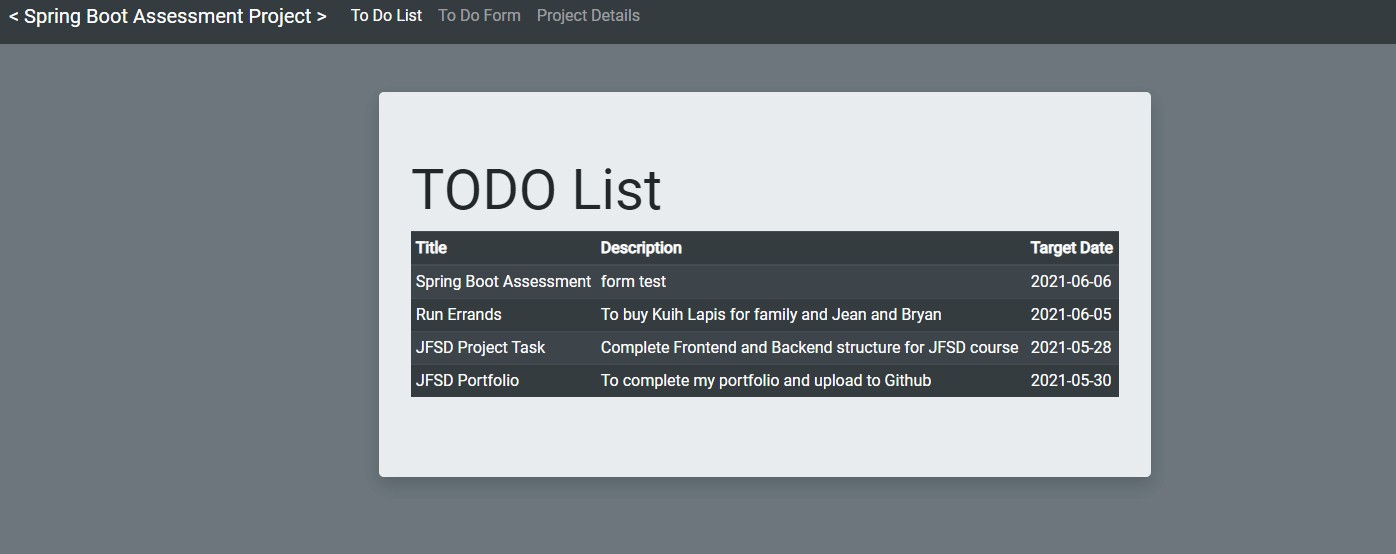 < Spring Boot Assessment Project > To Do List To Do Form Project Details
TODO List
Title Description Target Date
Spring Boot Assessment form test 2021-06-06
Run Errands To buy Kuih Lapis for family and Jean and Bryan 2021-06-05
JFSD Project Task Complete Frontend and Backend structure for JFSD course 2021-05-28
JFSD Portfolio To complete my portfolio and upload to Github 2021-05-30